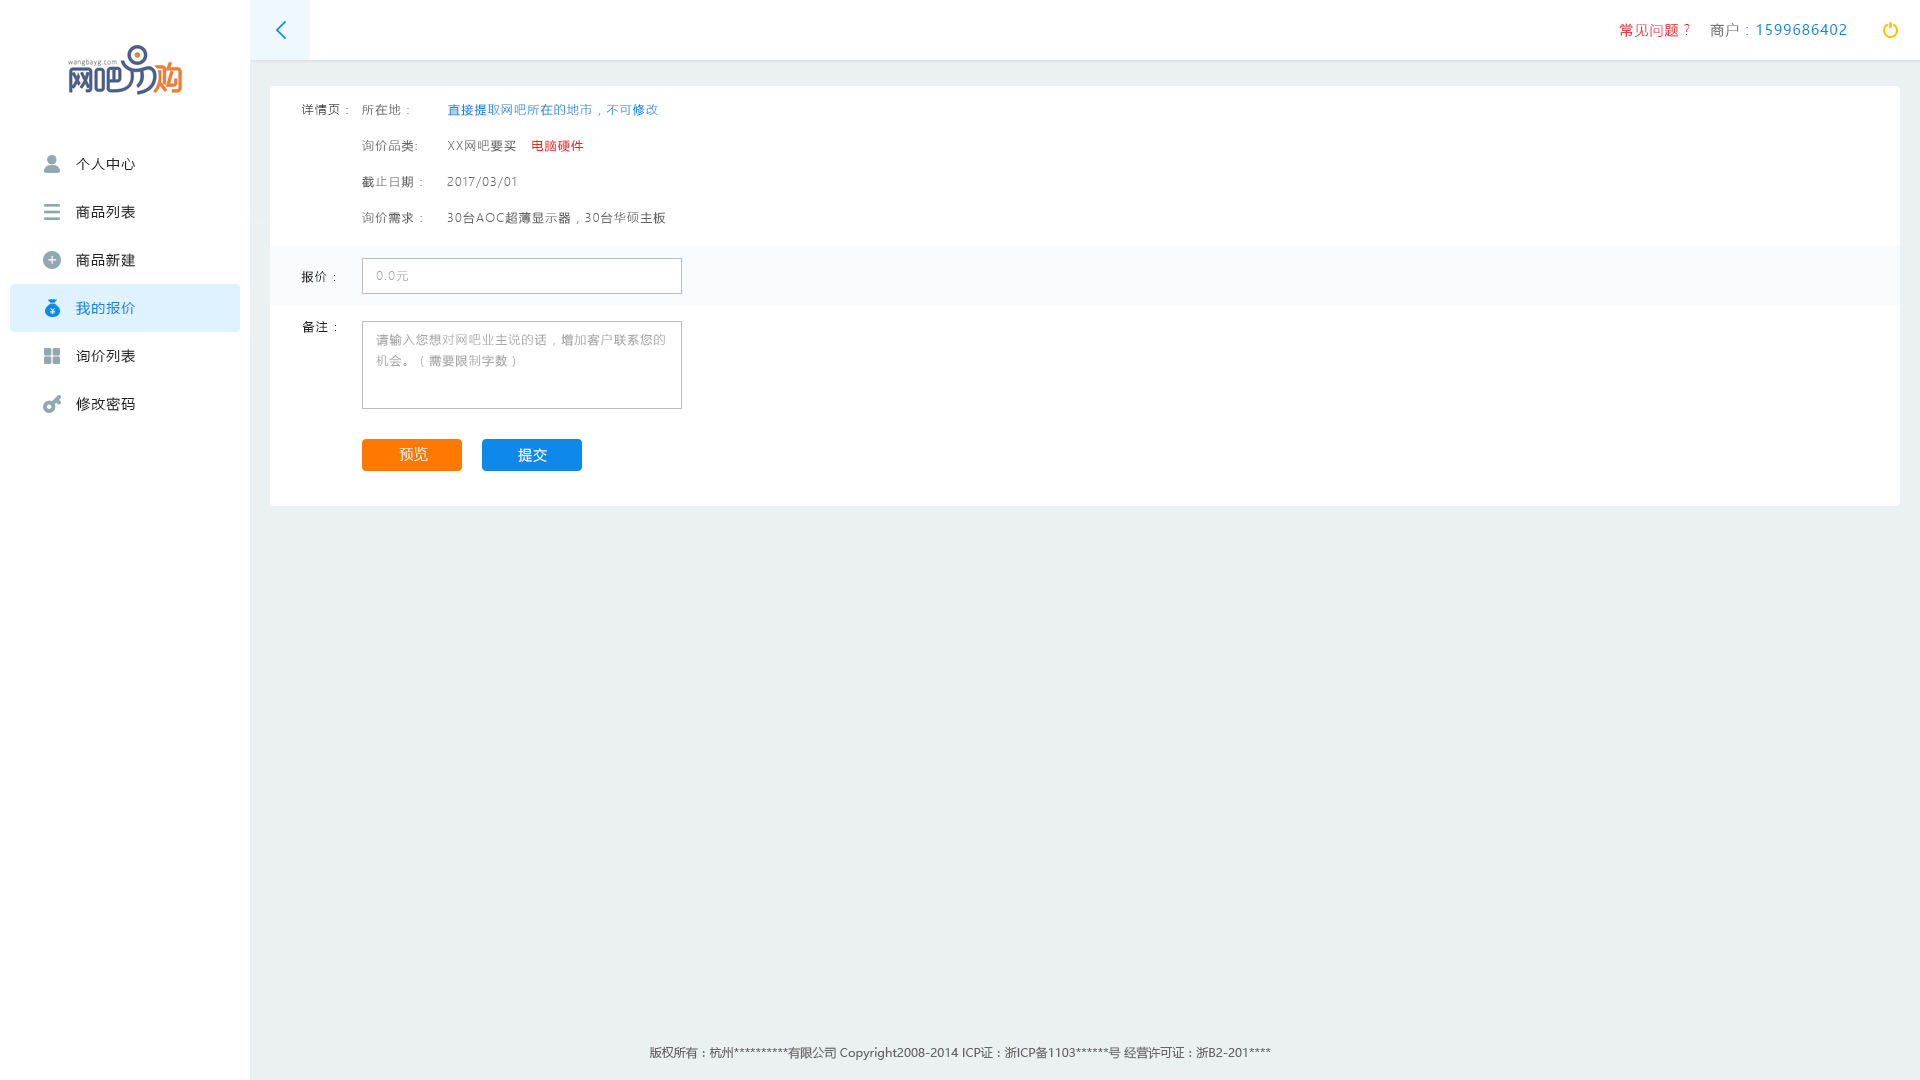 wangbayg.com
网吧易购
个人中心
商品列表
商品新建
我的报价
询价列表
修改密码
常见问题？ 商户：1599686402
详情页： 所在地： 直接提取网吧所在的地市，不可修改
询价品类: XX网吧要买 电脑硬件
截止日期： 2017/03/01
询价需求： 30台AOC超薄显示器，30台华硕主板
报价： 0.0元
备注： 请输入您想对网吧业主说的话，增加客户联系您的
机会。（需要限制字数）
预览 提交
版权所有：杭州**********有限公司 Copyright2008-2014 ICP证：浙ICP备1103******号 经营许可证：浙B2-201****